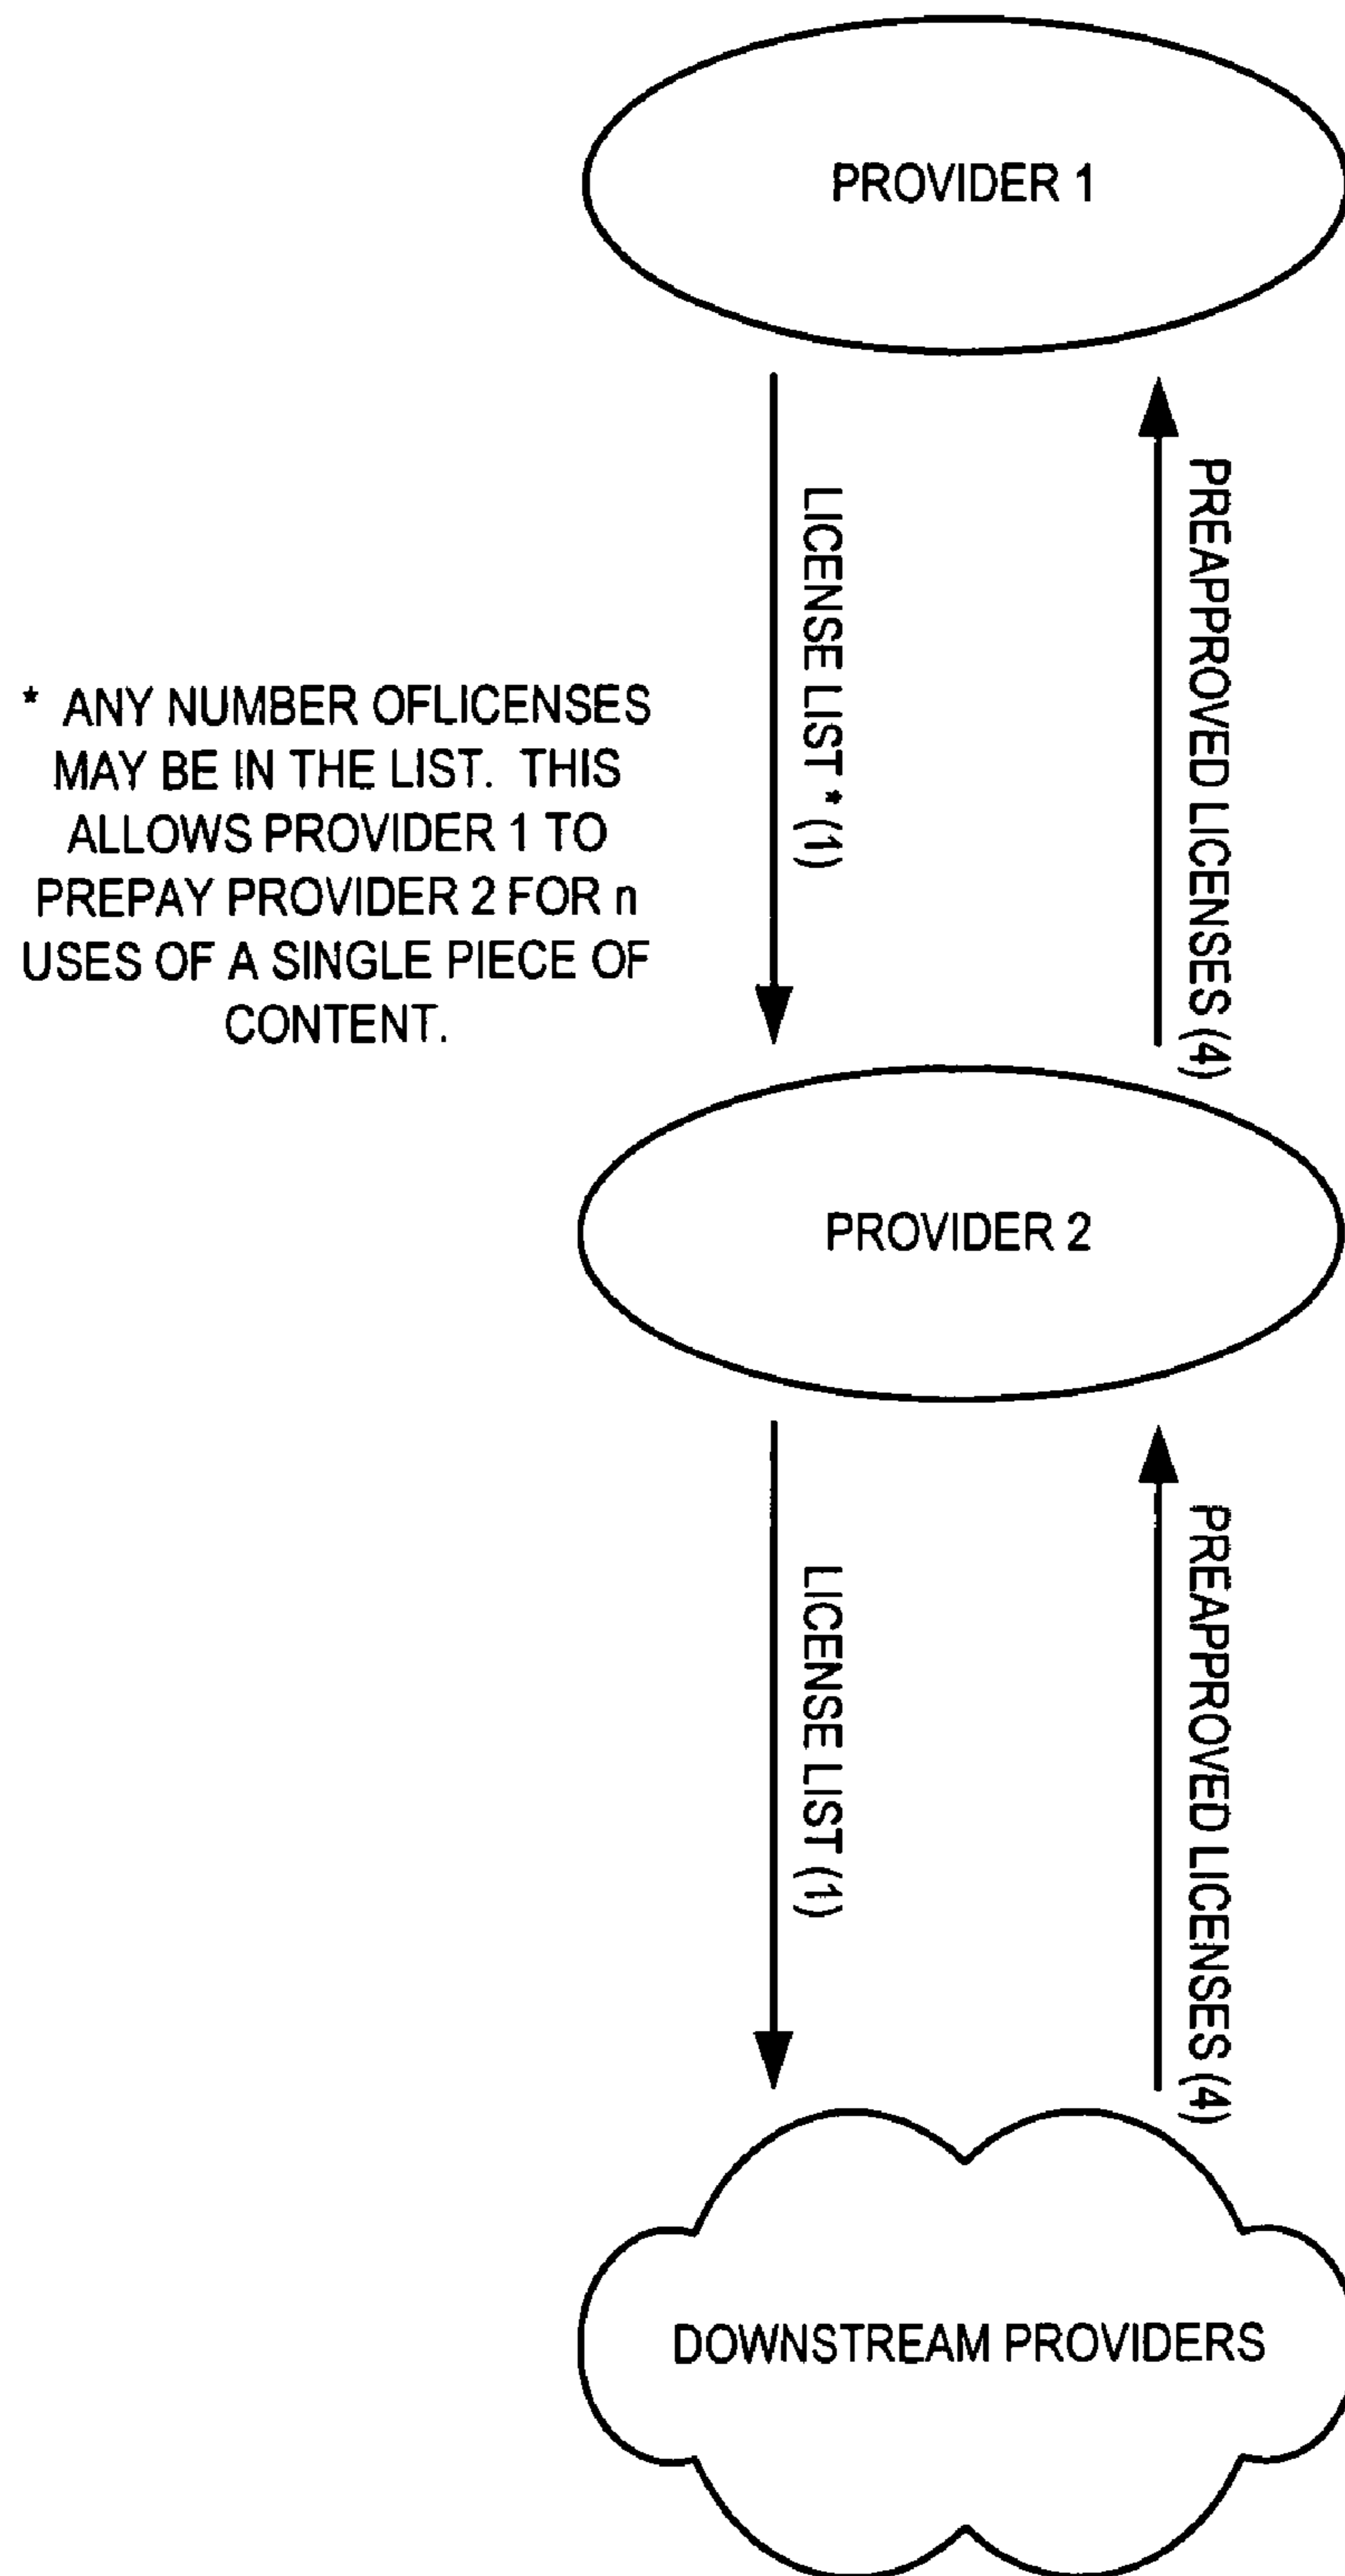 PROVIDER 1
LICENSE LIST * (1)
PREAPPROVED LICENSES (4)
* ANY NUMBER OFLICENSES
MAY BE IN THE LIST. THIS
ALLOWS PROVIDER 1 TO
PREPAY PROVIDER 2 FOR n
USES OF A SINGLE PIECE OF
CONTENT.
PROVIDER 2
LICENSE LIST (1)
PREAPPROVED LICENSES (4)
DOWNSTREAM PROVIDERS